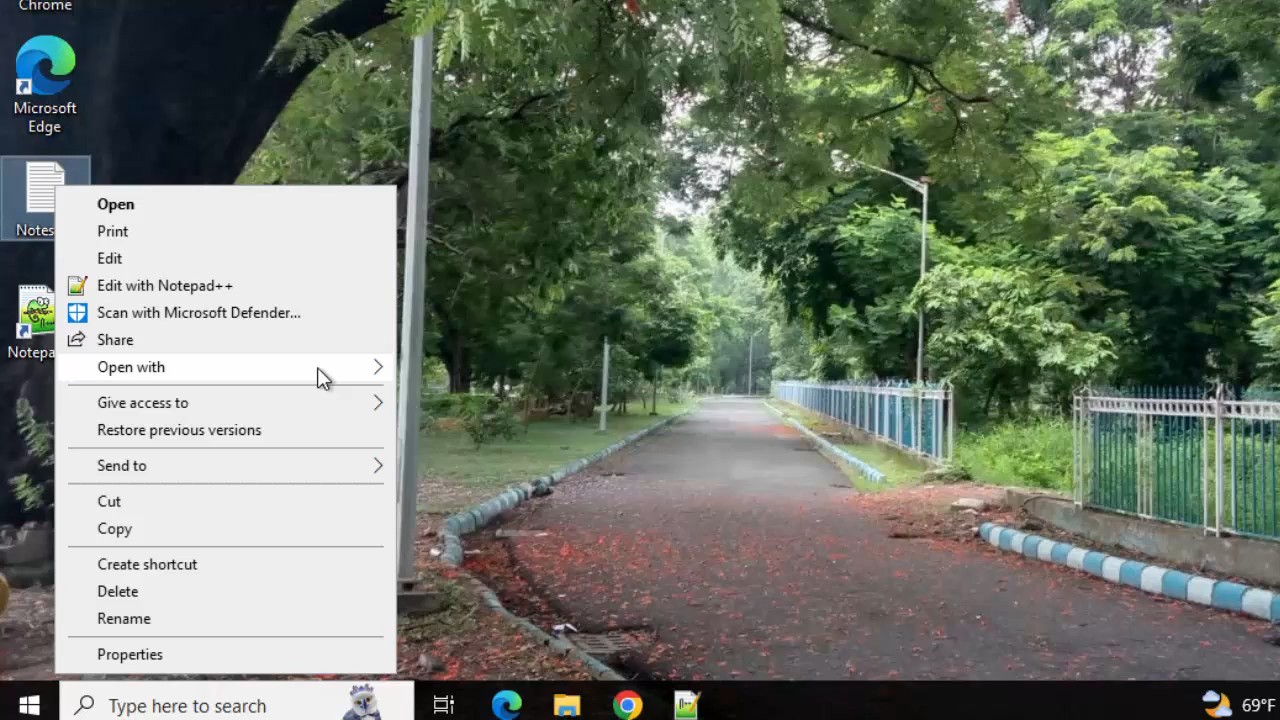 Chrome
Microsoft
Edge
Notes
Notepa
Open
Print
Edit
Edit with Notepad++
Scan with Microsoft Defender...
Share
Open with
Give access to
Restore previous versions
Send to
Cut
Copy
Create shortcut
Delete
Rename
Properties
Type here to search
69°F